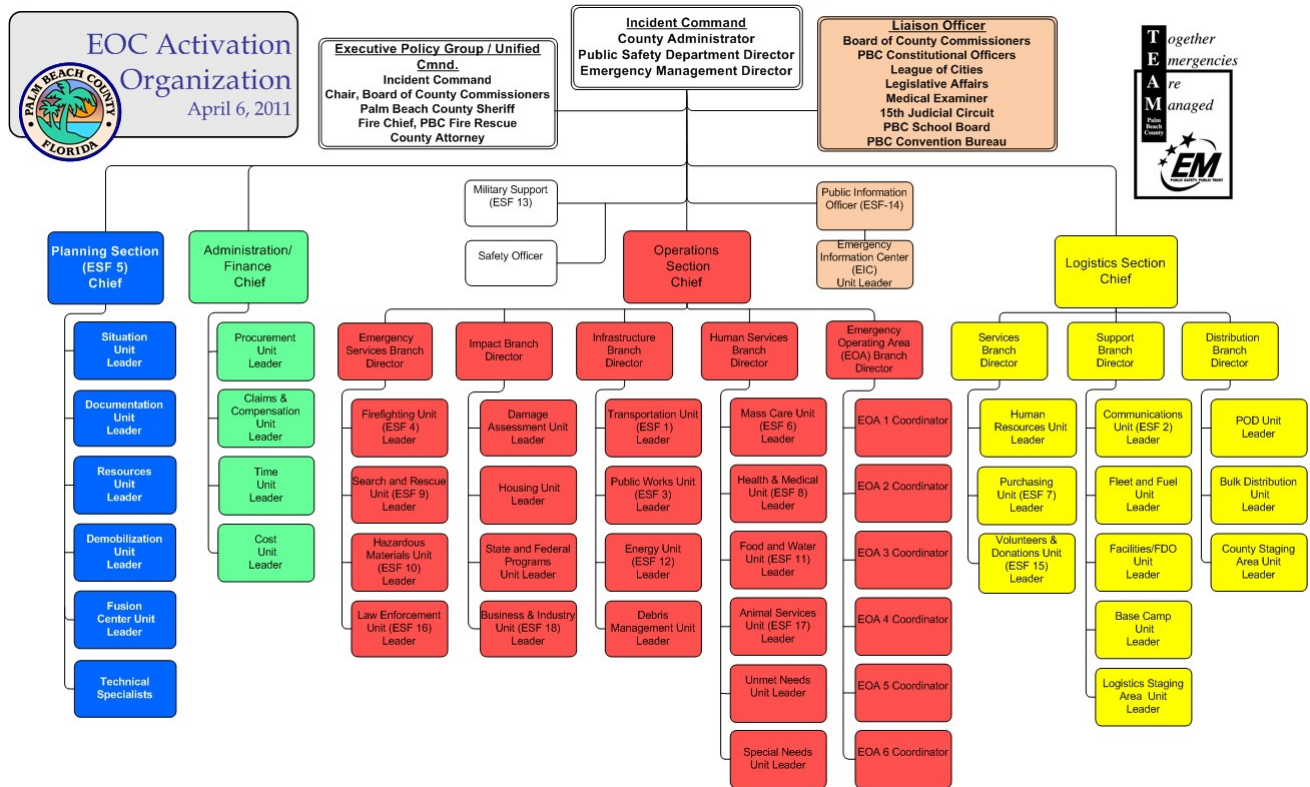 EOC Activation
Organization
April 6, 2011
PALM BEACH COUNTY
FLORIDA
Executive Policy Group / Unified
Cmnd.
Incident Command
Chair, Board of County Commissioners
Palm Beach County Sheriff
Fire Chief, PBC Fire Rescue
County Attorney
Incident Command
County Administrator
Public Safety Department Director
Emergency Management Director
Liaison Officer
Board of County Commissioners
PBC Constitutional Officers
League of Cities
Legislative Affairs
Medical Examiner
15th Judicial Circuit
PBC School Board
PBC Convention Bureau
Together
Emergencies
Are
Managed
Palm
Beach
County
EM
PUBLIC SAFETY, PUBLIC TRUST
Military Support
(ESF 13)
Safety Officer
Public Information
Officer (ESF-14)
Emergency
Information Center
(EIC)
Unit Leader
Planning Section
(ESF 5)
Chief
Situation
Unit
Leader
Documentation
Unit
Leader
Resources
Unit
Leader
Demobilization
Unit
Leader
Fusion
Center Unit
Leader
Technical
Specialists
Administration/
Finance
Chief
Procurement
Unit
Leader
Claims &
Compensation
Unit
Leader
Time
Unit
Leader
Cost
Unit
Leader
Operations
Section
Chief
Emergency
Services Branch
Director
Firefighting Unit
(ESF 4)
Leader
Search and Rescue
Unit (ESF 9)
Leader
Hazardous
Materials Unit
(ESF 10)
Leader
Law Enforcement
Unit (ESF 16)
Leader
Impact Branch
Director
Damage
Assessment Unit
Leader
Housing Unit
Leader
State and Federal
Programs
Unit Leader
Business & Industry
Unit (ESF 18)
Leader
Infrastructure
Branch
Director
Transportation Unit
(ESF 1)
Leader
Public Works Unit
(ESF 3)
Leader
Energy Unit
(ESF 12)
Leader
Debris
Management Unit
Leader
Human Services
Branch
Director
Mass Care Unit
(ESF 6)
Leader
Health & Medical
Unit (ESF 8)
Leader
Food and Water
Unit (ESF 11)
Leader
Animal Services
Unit (ESF 17)
Leader
Unmet Needs
Unit Leader
Special Needs
Unit Leader
Emergency
Operating Area
(EOA) Branch
Director
EOA 1 Coordinator
EOA 2 Coordinator
EOA 3 Coordinator
EOA 4 Coordinator
EOA 5 Coordinator
EOA 6 Coordinator
Logistics Section
Chief
Services
Branch
Director
Human
Resources Unit
Leader
Purchasing
Unit (ESF 7)
Leader
Volunteers &
Donations Unit
(ESF 15)
Leader
Support
Branch
Director
Communications
Unit (ESF 2)
Leader
Fleet and Fuel
Unit
Leader
Facilities/FDO
Unit
Leader
Base Camp
Unit
Leader
Logistics Staging
Area Unit
Leader
Distribution
Branch
Director
POD Unit
Leader
Bulk Distribution
Unit
Leader
County Staging
Area Unit
Leader